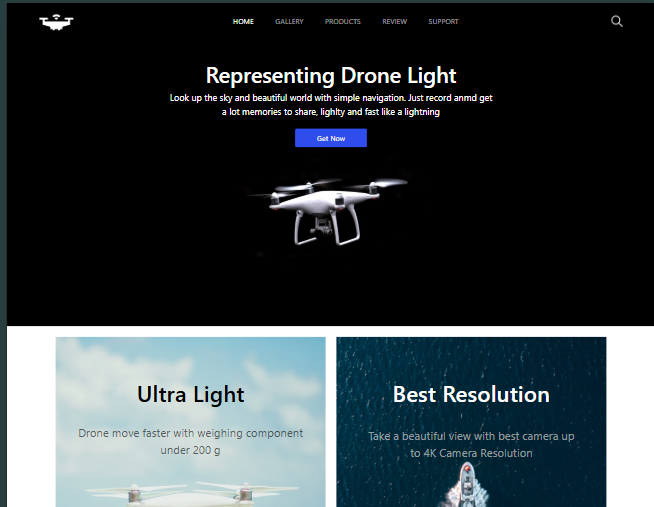 HOME GALLERY PRODUCTS REVIEW SUPPORT
Representing Drone Light
Look up the sky and beautiful world with simple navigation. Just record anmd get
a lot memories to share, lighlty and fast like a lightning
Get Now
Ultra Light
Drone move faster with weighing component
under 200 g
Best Resolution
Take a beautiful view with best camera up
to 4K Camera Resolution